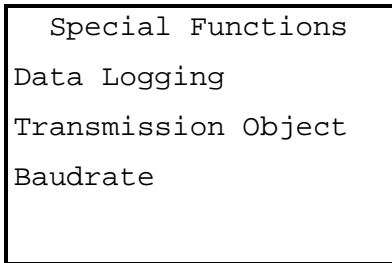 Special Functions
Data Logging
Transmission Object
Baudrate